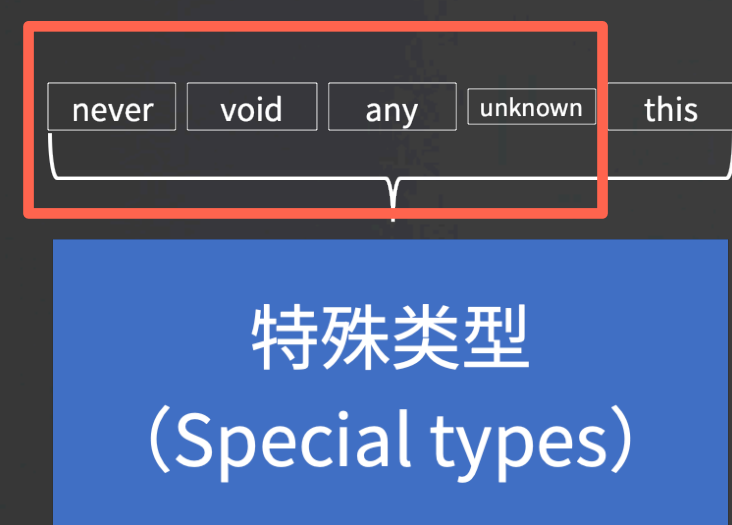 never void any unknown this
特殊类型
（Special types）